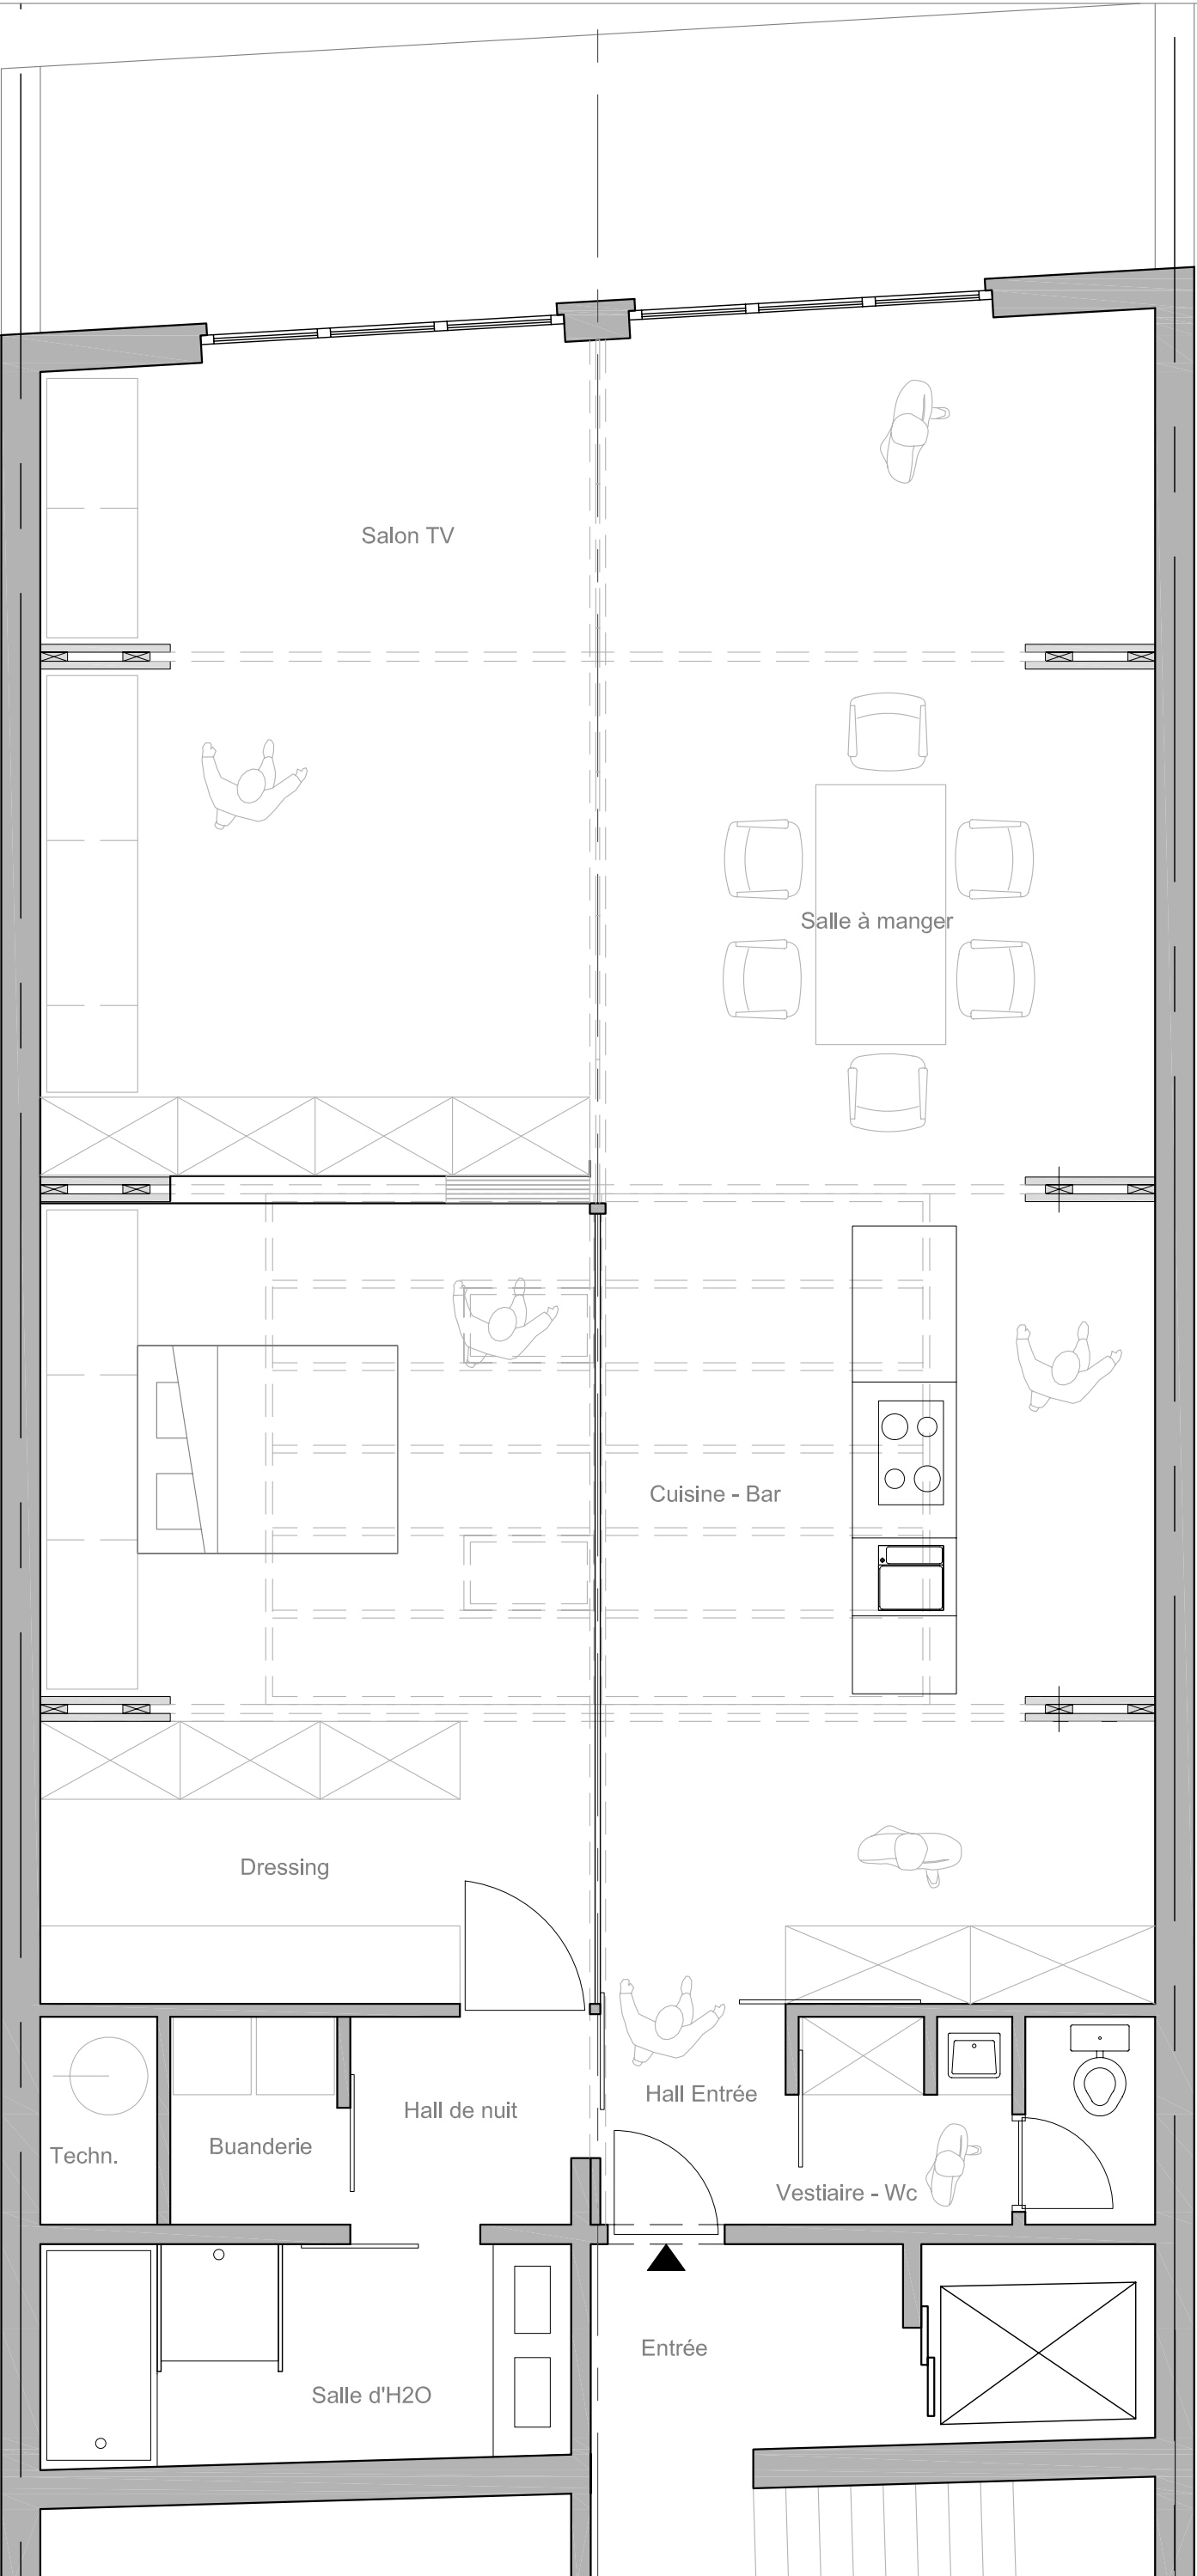 Salon TV
Salle à manger
Cuisine - Bar
Dressing
Hall Entrée
Hall de nuit
Buanderie
Techn.
Vestiaire - Wc
Entrée
Salle d'H2O